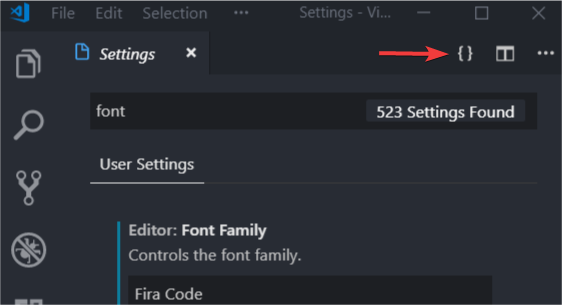 File Edit Selection ··· Settings - Vi...
Settings {} ···
font 523 Settings Found
User Settings
Editor: Font Family
Controls the font family.
Fira Code